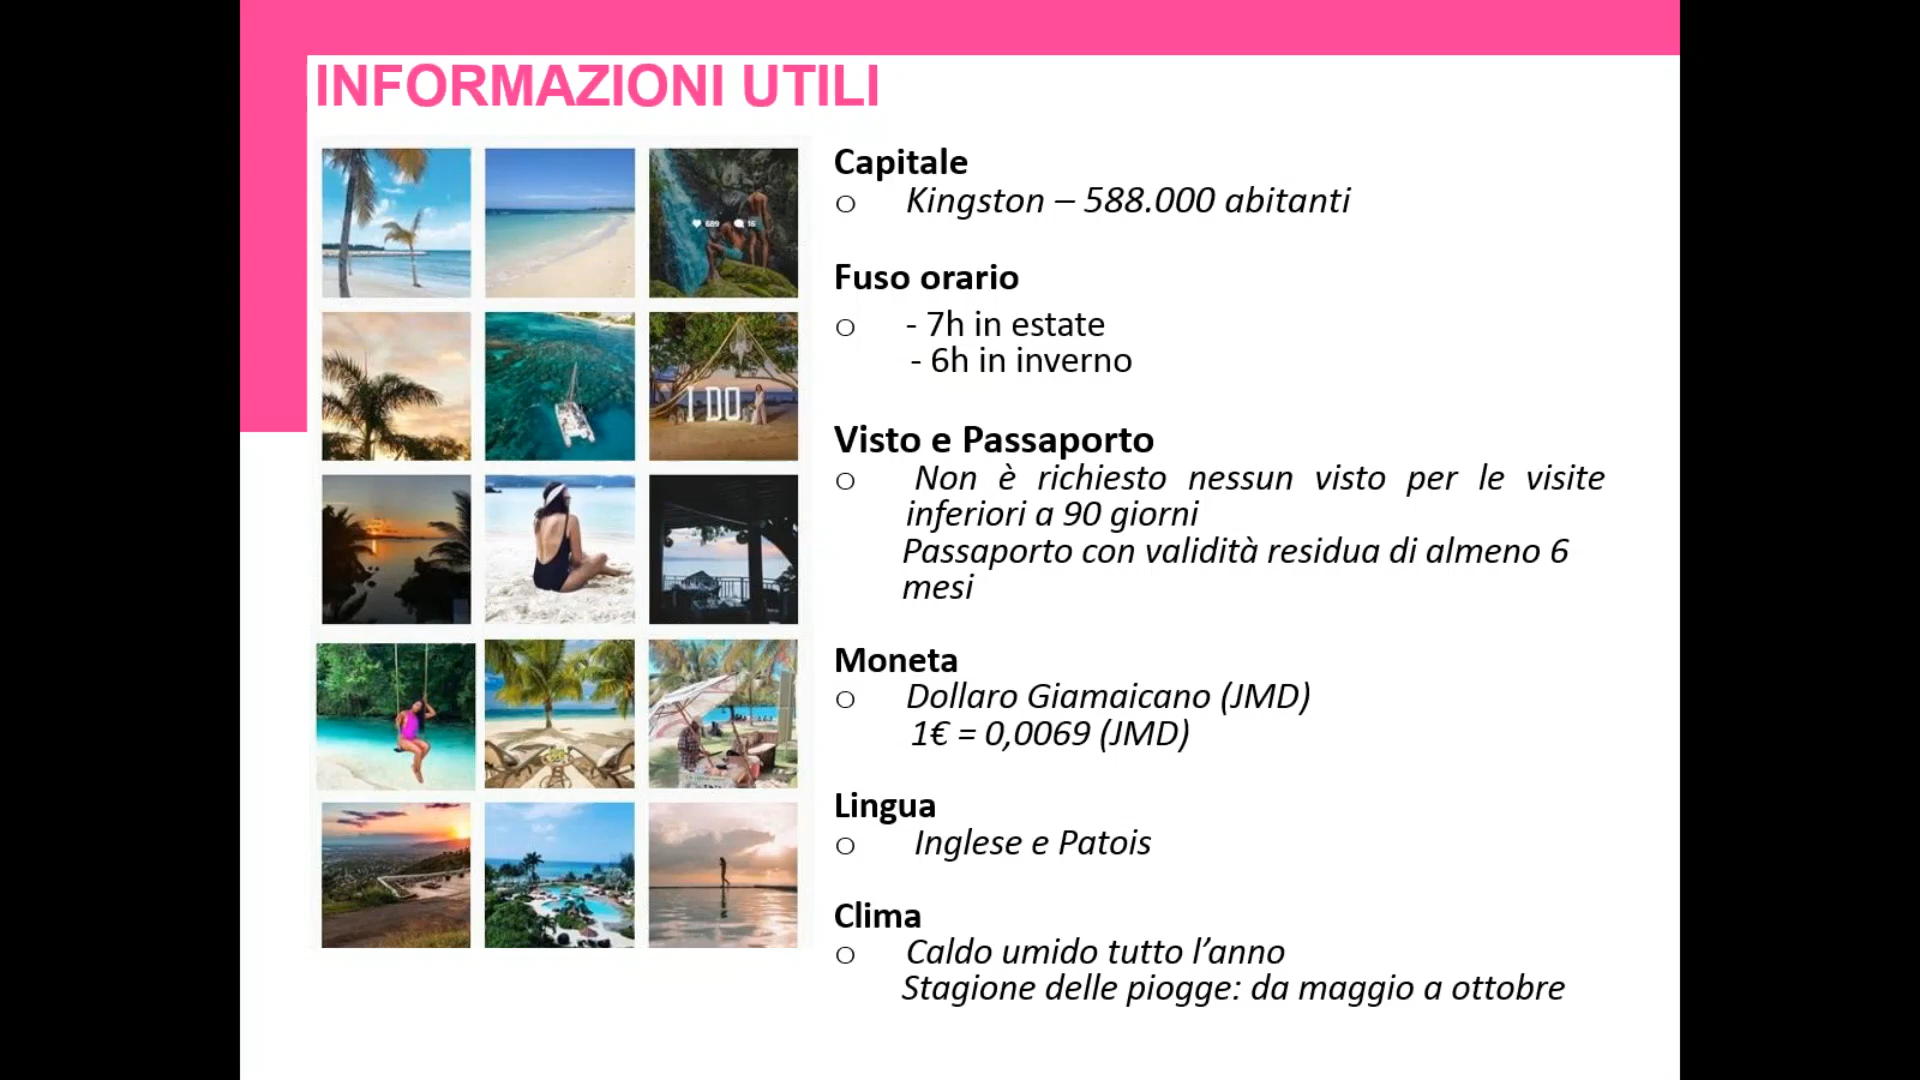 INFORMAZIONI UTILI
689 16
I DO
Capitale
o Kingston – 588.000 abitanti
Fuso orario
o - 7h in estate
- 6h in inverno
Visto e Passaporto
o Non è richiesto nessun visto per le visite
inferiori a 90 giorni
Passaporto con validità residua di almeno 6
mesi
Moneta
o Dollaro Giamaicano (JMD)
1€ = 0,0069 (JMD)
Lingua
o Inglese e Patois
Clima
o Caldo umido tutto l’anno
Stagione delle piogge: da maggio a ottobre